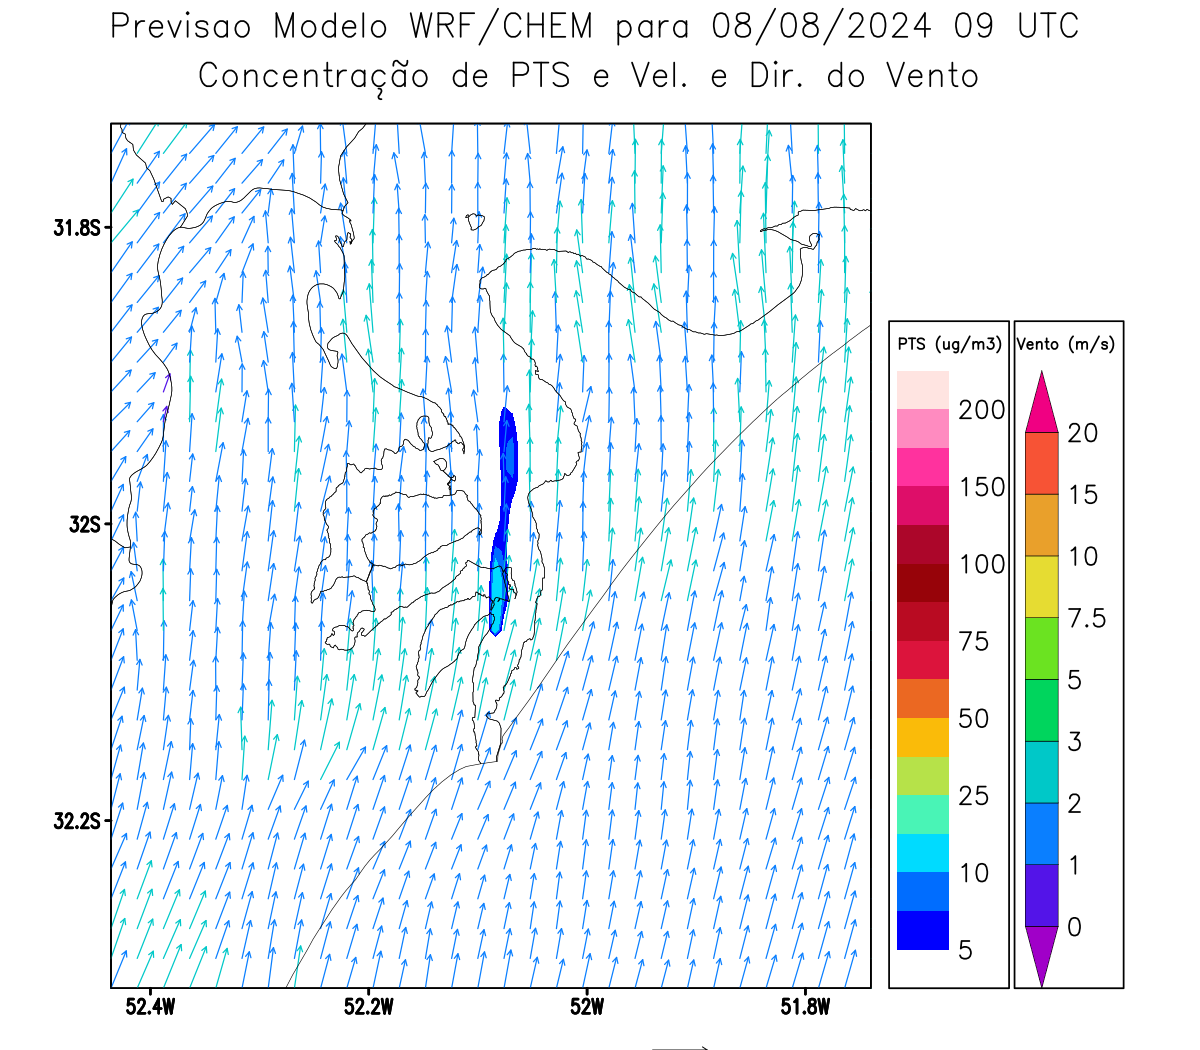 Previsao Modelo WRF/CHEM para 08/08/2024 09 UTC
Concentração de PTS e Vel. e Dir. do Vento
31.8S
32S
32.2S
52.4W 52.2W 52W 51.8W
PTS (ug/m3)
200
150
100
75
50
25
10
5
Vento (m/s)
20
15
10
7.5
5
3
2
1
0